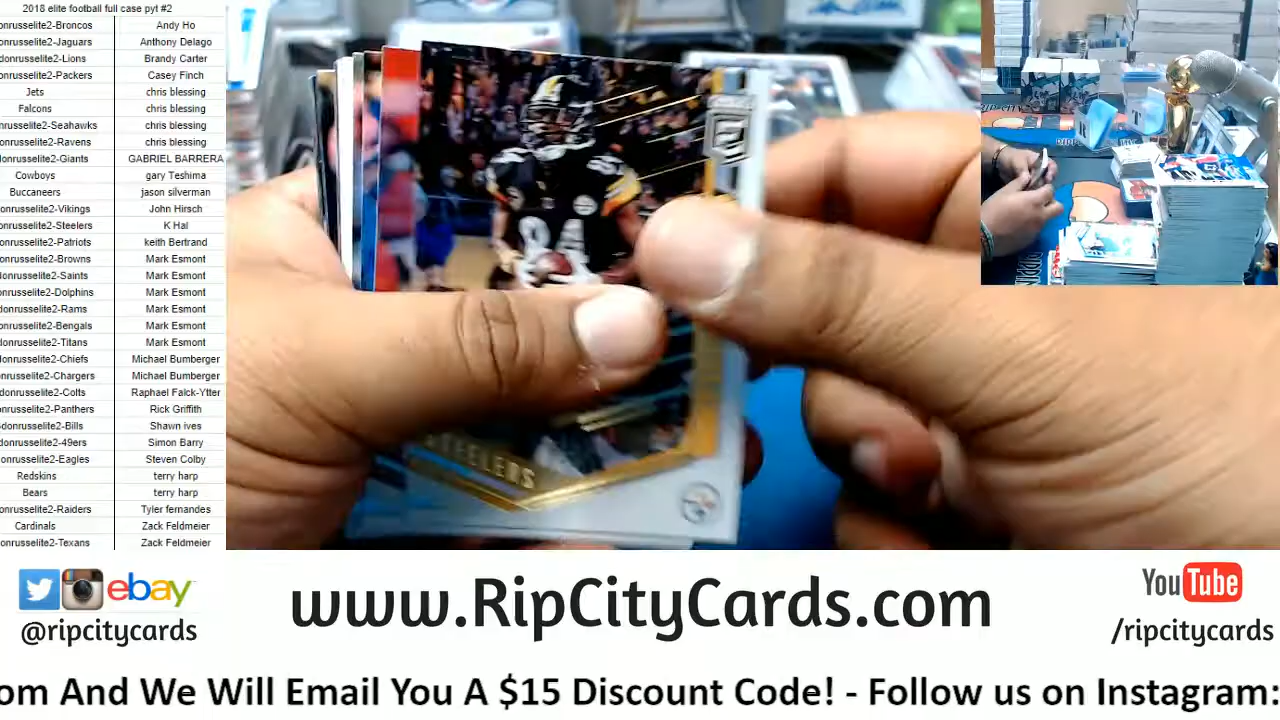 2018 elite football full case pyt #2
onrusselite2-Broncos Andy Ho
onrusselite2-Jaguars Anthony Delago
donrusselite2-Lions Brandy Carter
onrusselite2-Packers Casey Finch
Jets chris blessing
Falcons chris blessing
nrusselite2-Seahawks chris blessing
onrusselite2-Ravens chris blessing
onrusselite2-Giants GABRIEL BARRERA
Cowboys gary Teshima
Buccaneers jason silverman
onrusselite2-Vikings John Hirsch
onrusselite2-Steelers K Hal
onrusselite2-Patriots keith Bertrand
onrusselite2-Browns Mark Esmont
donrusselite2-Saints Mark Esmont
donrusselite2-Dolphins Mark Esmont
donrusselite2-Rams Mark Esmont
onrusselite2-Bengals Mark Esmont
donrusselite2-Titans Mark Esmont
onrusselite2-Chiefs Michael Bumberger
onrusselite2-Chargers Michael Bumberger
donrusselite2-Colts Raphael Falck-Ytter
onrusselite2-Panthers Rick Griffith
donrusselite2-Bills Shawn ives
donrusselite2-49ers Simon Barry
onrusselite2-Eagles Steven Colby
Redskins terry harp
Bears terry harp
onrusselite2-Raiders Tyler fernandes
Cardinals Zack Feldmeier
onrusselite2-Texans Zack Feldmeier
84
STEELERS
ebay
@ripcitycards
www.RipCityCards.com
YouTube
/ripcitycards
om And We Will Email You A $15 Discount Code! - Follow us on Instagram: